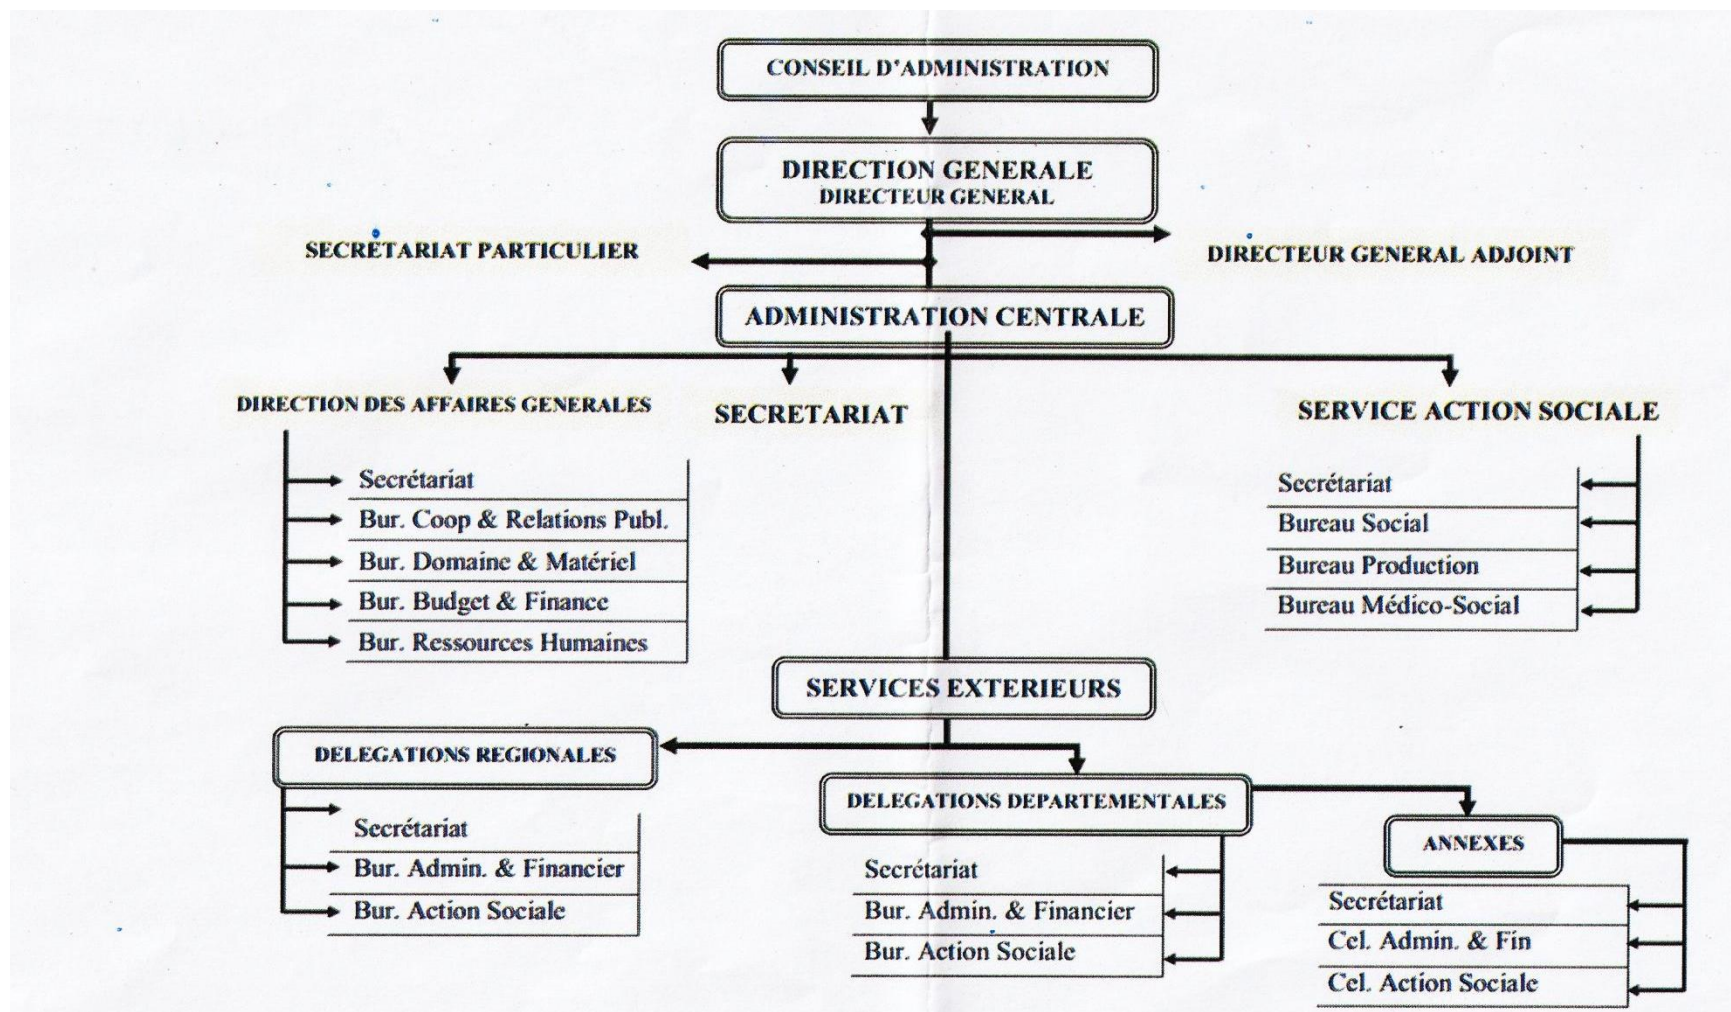 CONSEIL D'ADMINISTRATION
DIRECTION GENERALE
DIRECTEUR GENERAL
SECRETARIAT PARTICULIER
DIRECTEUR GENERAL ADJOINT
ADMINISTRATION CENTRALE
DIRECTION DES AFFAIRES GENERALES
SECRETARIAT
SERVICE ACTION SOCIALE
Secrétariat
Bur. Coop & Relations Publ.
Bur. Domaine & Matériel
Bur. Budget & Finance
Bur. Ressources Humaines
Secrétariat
Bureau Social
Bureau Production
Bureau Médico-Social
SERVICES EXTERIEURS
DELEGATIONS REGIONALES
Secrétariat
Bur. Admin. & Financier
Bur. Action Sociale
DELEGATIONS DEPARTEMENTALES
Secrétariat
Bur. Admin. & Financier
Bur. Action Sociale
ANNEXES
Secrétariat
Cel. Admin. & Fin
Cel. Action Sociale